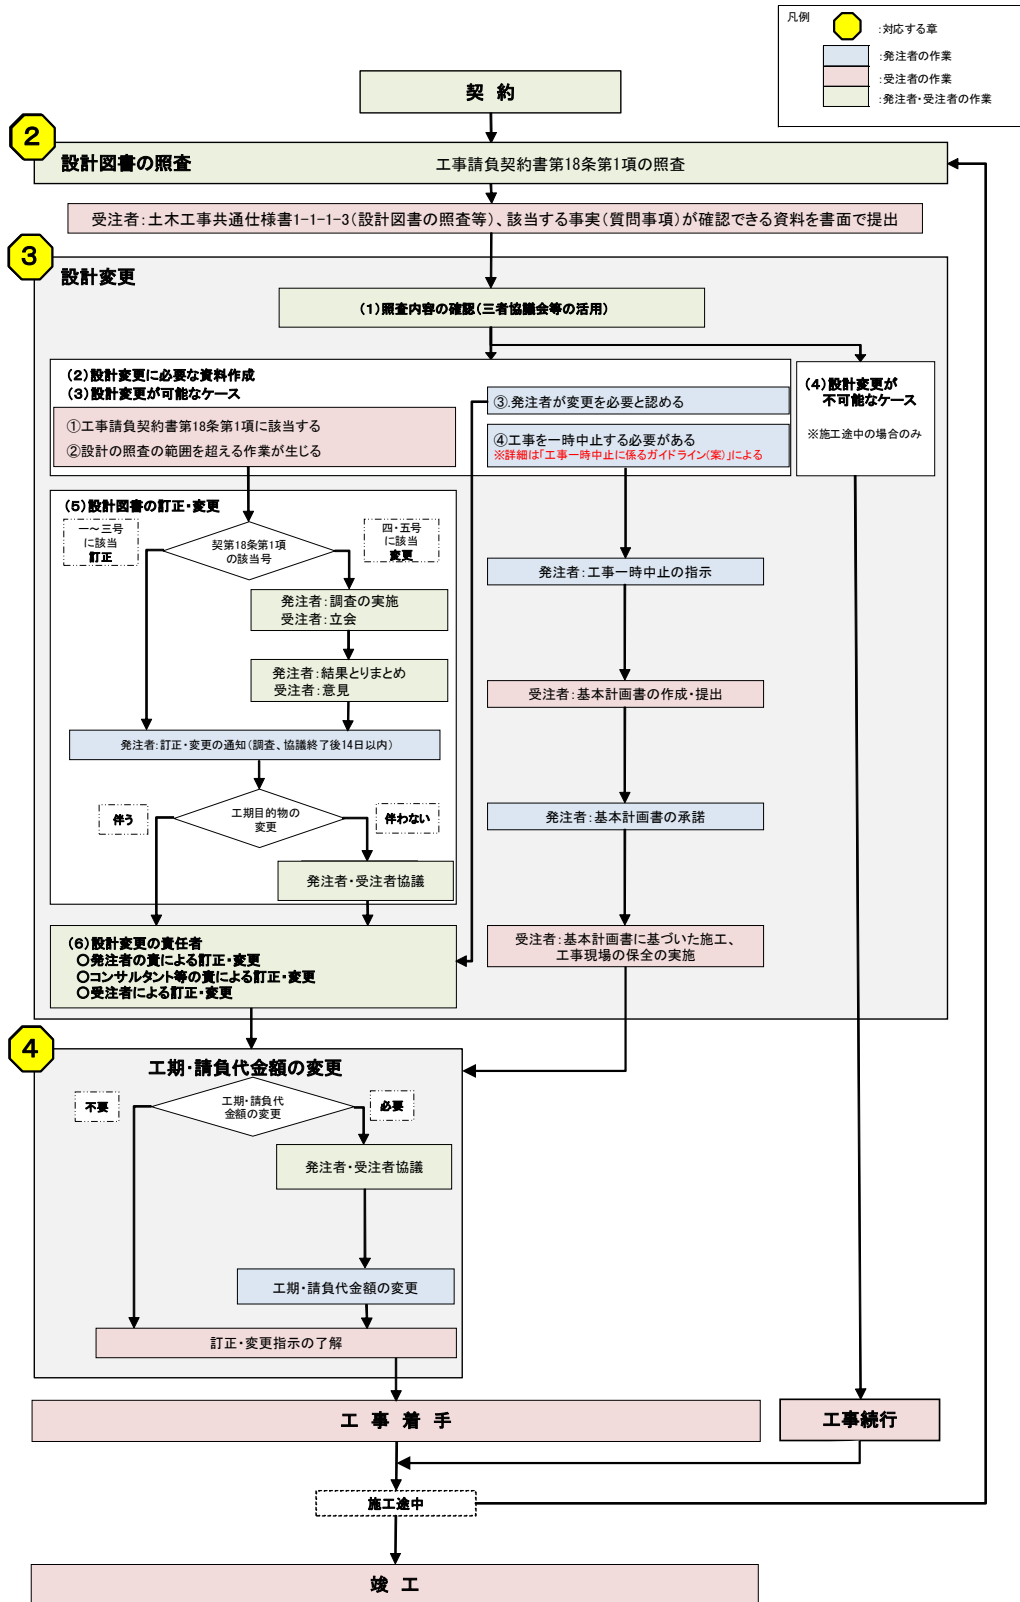 凡例
:対応する章
:発注者の作業
:受注者の作業
:発注者・受注者の作業
契 約
2
設計図書の照査
工事請負契約書第18条第1項の照査
受注者:土木工事共通仕様書1-1-1-3(設計図書の照査等)、該当する事実(質問事項)が確認できる資料を書面で提出
3
設計変更
(1)照査内容の確認(三者協議会等の活用)
(2)設計変更に必要な資料作成
(3)設計変更が可能なケース
①工事請負契約書第18条第1項に該当する
②設計の照査の範囲を超える作業が生じる
③.発注者が変更を必要と認める
④工事を一時中止する必要がある
※詳細は「工事一時中止に係るガイドライン(案)」による
(4)設計変更が
不可能なケース
※施工途中の場合のみ
(5)設計図書の訂正・変更
一～三号
に該当
訂正
契第18条第1項
の該当号
四・五号
に該当
変更
発注者:調査の実施
受注者:立会
発注者:結果とりまとめ
受注者:意見
発注者:訂正・変更の通知(調査、協議終了後14日以内)
伴う
工期目的物の
変更
伴わない
発注者・受注者協議
発注者:工事一時中止の指示
受注者:基本計画書の作成・提出
発注者:基本計画書の承諾
受注者:基本計画書に基づいた施工、
工事現場の保全の実施
(6)設計変更の責任者
○発注者の責による訂正・変更
○コンサルタント等の責による訂正・変更
○受注者による訂正・変更
4
工期・請負代金額の変更
不要
工期・請負代
金額の変更
必要
発注者・受注者協議
工期・請負代金額の変更
訂正・変更指示の了解
工 事 着 手
工事続行
施工途中
竣 工